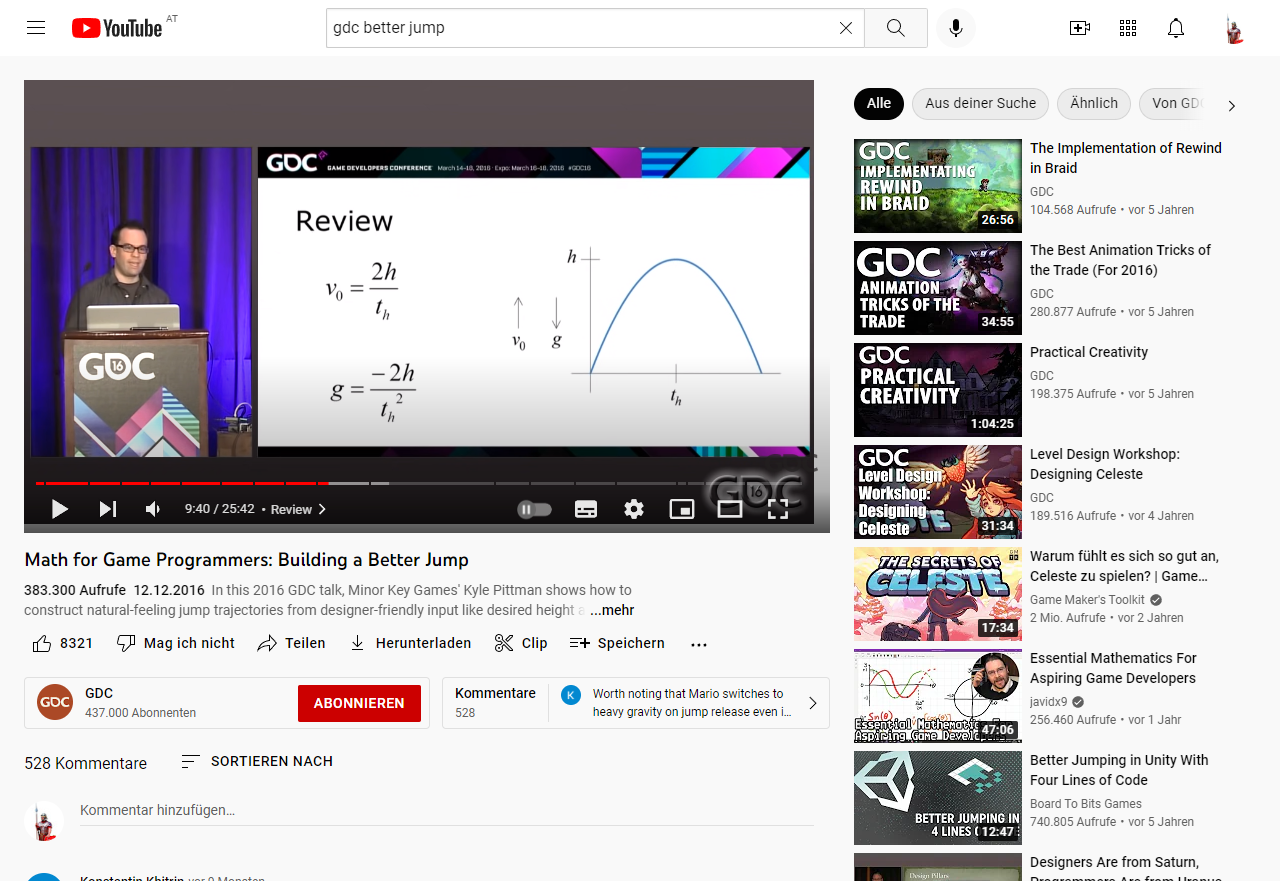 YouTube AT
gdc better jump
GDC GAME DEVELOPERS CONFERENCE March 14-18, 2016 Expo: March 16-18, 2016 #GDC16
Review
v₀ = 2h / tₕ
g = −2h / tₕ²
h
v₀ g
tₕ
GDC 16
GDC 16
9:40 / 25:42 • Review
Math for Game Programmers: Building a Better Jump
383.300 Aufrufe 12.12.2016 In this 2016 GDC talk, Minor Key Games' Kyle Pittman shows how to
construct natural-feeling jump trajectories from designer-friendly input like desired height a ...mehr
8321 Mag ich nicht Teilen Herunterladen Clip Speichern
GDC
GDC
437.000 Abonnenten
ABONNIEREN
Kommentare
528
K
Worth noting that Mario switches to
heavy gravity on jump release even i...
528 Kommentare SORTIEREN NACH
Kommentar hinzufügen...
Konstantin Khitrin vor 9 Monaten
Alle Aus deiner Suche Ähnlich Von GDC
GDC
IMPLEMENTATING
REWIND
IN BRAID
26:56
The Implementation of Rewind
in Braid
GDC
104.568 Aufrufe • vor 5 Jahren
GDC
ANIMATION
TRICKS OF THE
TRADE
34:55
The Best Animation Tricks of
the Trade (For 2016)
GDC
280.877 Aufrufe • vor 5 Jahren
GDC
PRACTICAL
CREATIVITY
1:04:25
Practical Creativity
GDC
198.375 Aufrufe • vor 5 Jahren
GDC
Level Design
Workshop:
Designing
Celeste
31:34
Level Design Workshop:
Designing Celeste
GDC
189.516 Aufrufe • vor 4 Jahren
THE SECRETS OF
CELESTE
17:34
Warum fühlt es sich so gut an,
Celeste zu spielen? | Game...
Game Maker's Toolkit
2 Mio. Aufrufe • vor 2 Jahren
Essential Mathematics For
Aspiring Game Develop
47:06
Essential Mathematics For
Aspiring Game Developers
javidx9
256.460 Aufrufe • vor 1 Jahr
BETTER JUMPING IN
4 LINES
12:47
Better Jumping in Unity With
Four Lines of Code
Board To Bits Games
740.805 Aufrufe • vor 5 Jahren
Design Pillars
Designers Are from Saturn,
Programmers Are from Uranus